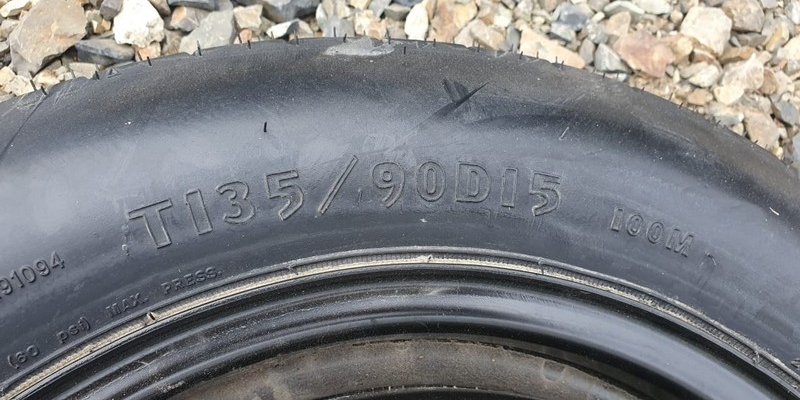 T135/90D15 100M
91094
(60 psi) MAX. PRESS.